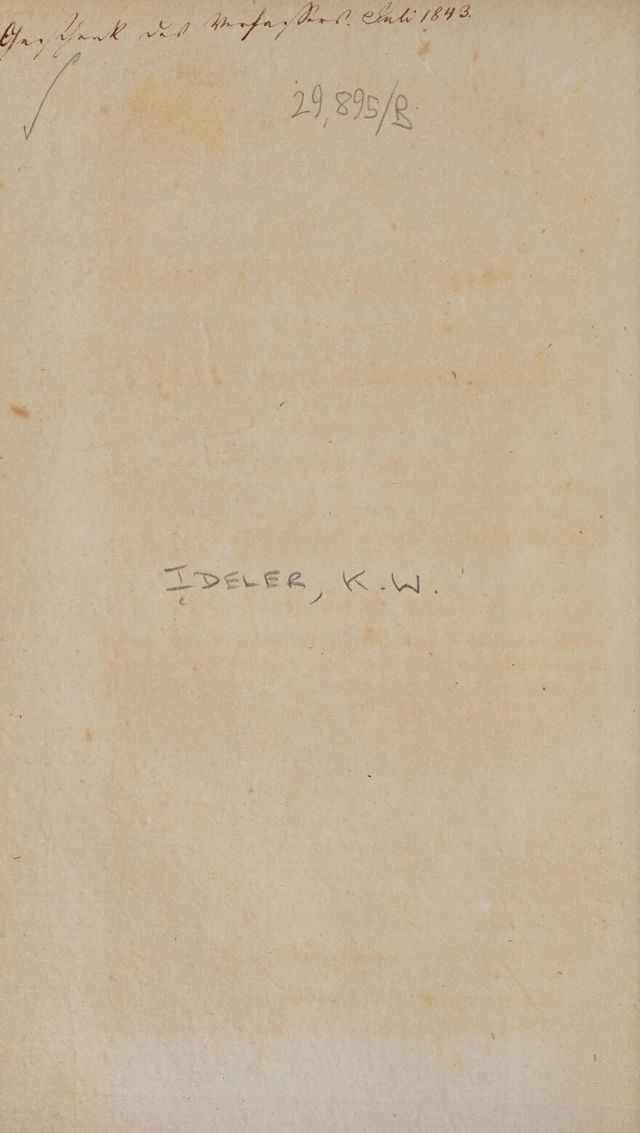 Geschenk des Verfassers. Juli 1843.
29,895/B
IDELER, K.W.